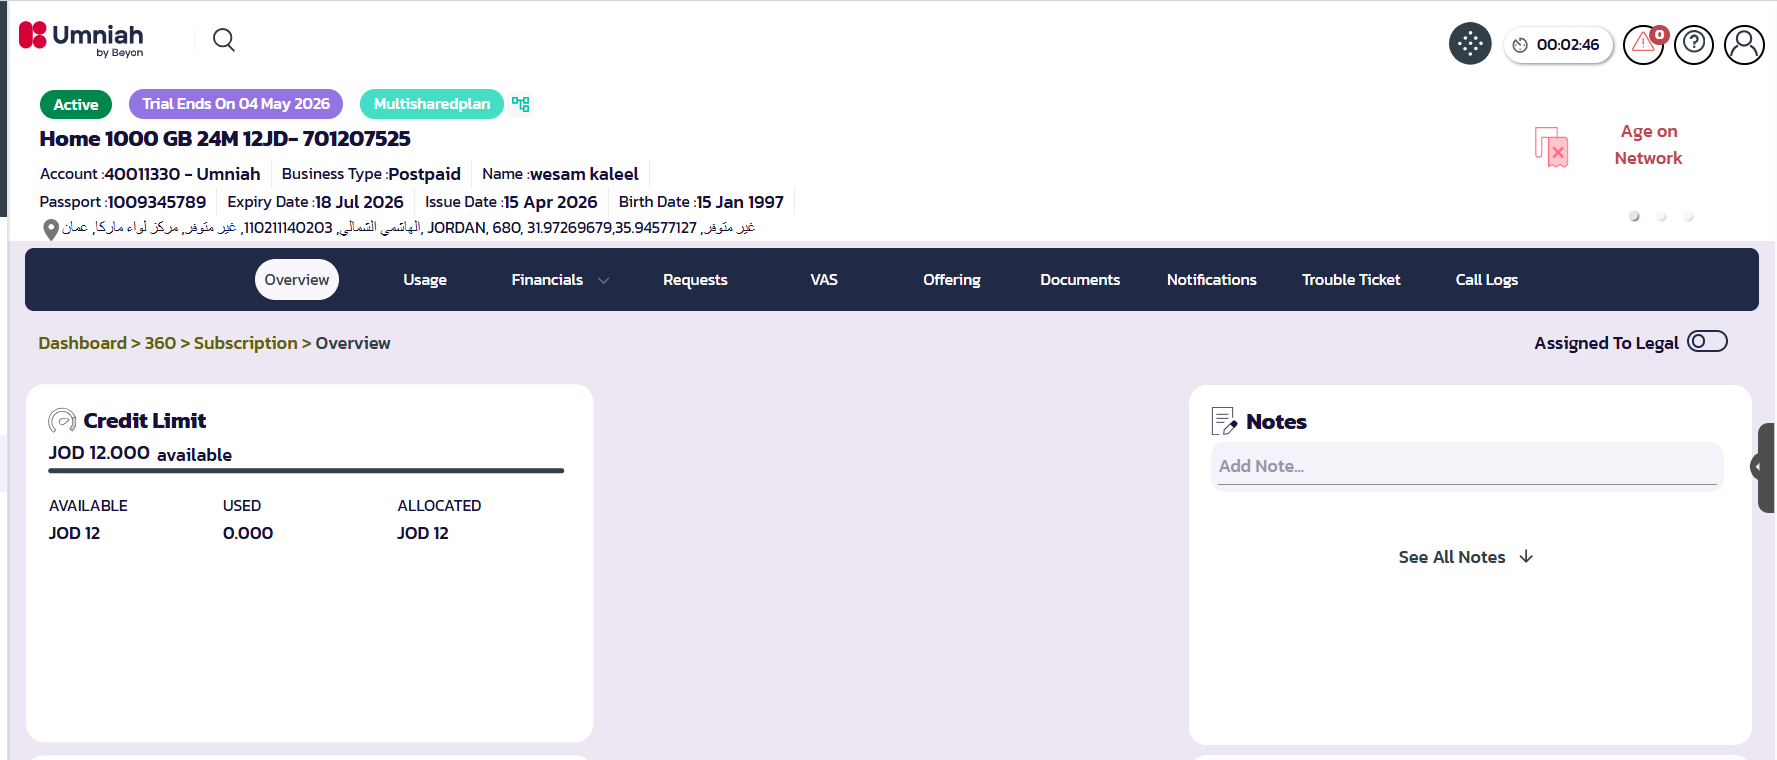 Umniah
by Beyon
00:02:46
0
Active
Trial Ends On 04 May 2026
Multisharedplan
Home 1000 GB 24M 12JD- 701207525
Age on
Network
Account :40011330 - Umniah
Business Type :Postpaid
Name :wesam kaleel
Passport :1009345789
Expiry Date :18 Jul 2026
Issue Date :15 Apr 2026
Birth Date :15 Jan 1997
غير متوفر, JORDAN, 680, 31.97269679,35.94577127 ,الهاشمي الشمالي, 110211140203, غير متوفر, مركز لواء ماركا, عمان
Overview
Usage
Financials
Requests
VAS
Offering
Documents
Notifications
Trouble Ticket
Call Logs
Dashboard > 360 > Subscription > Overview
Assigned To Legal
Credit Limit
JOD 12.000 available
AVAILABLE
USED
ALLOCATED
JOD 12
0.000
JOD 12
Notes
Add Note...
See All Notes